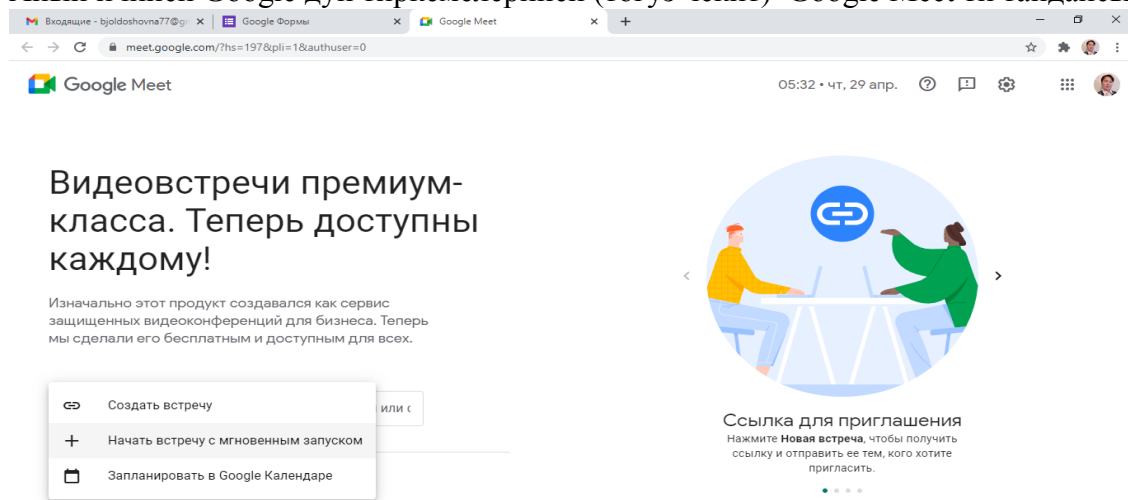 Google Meet
Входящие - bjoldoshovna77@g
Google Формы
Google Meet
meet.google.com/?hs=197&pli=1&authuser=0
Google Meet
05:32 • чт, 29 апр.
Видеовстречи премиум-
класса. Теперь доступны
каждому!
Изначально этот продукт создавался как сервис
защищенных видеоконференций для бизнеса. Теперь
мы сделали его бесплатным и доступным для всех.
Создать встречу
или
Начать встречу с мгновенным запуском
Запланировать в Google Календаре
Ссылка для приглашения
Нажмите Новая встреча, чтобы получить
ссылку и отправить ее тем, кого хотите
пригласить.